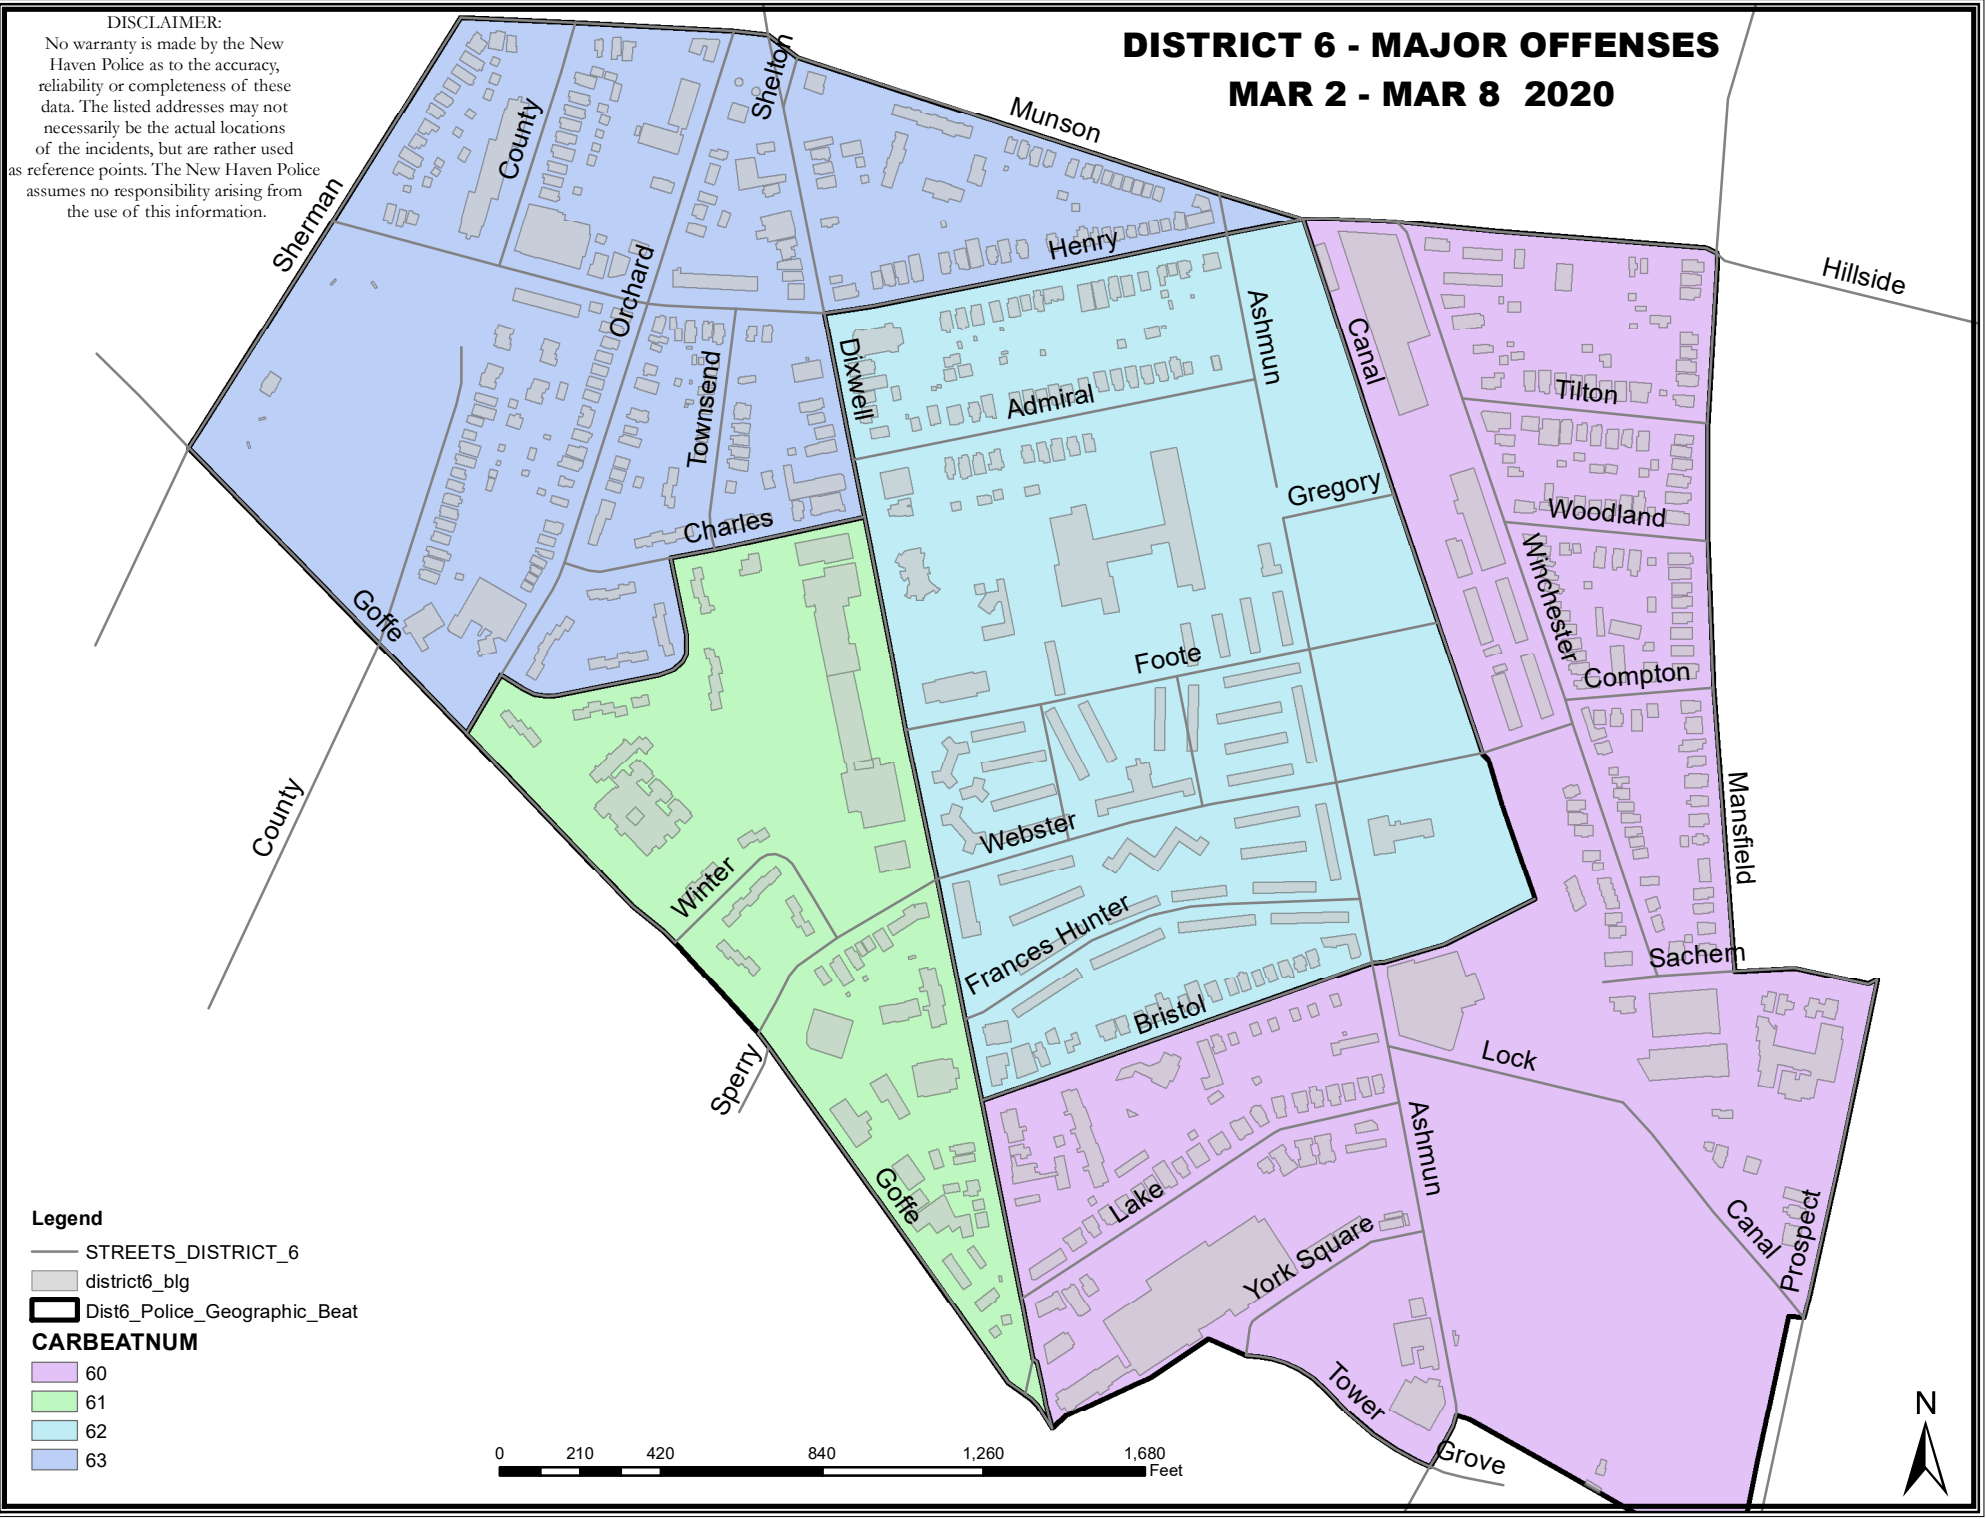 DISCLAIMER:
No warranty is made by the New
Haven Police as to the accuracy,
reliability or completeness of these
data. The listed addresses may not
necessarily be the actual locations
of the incidents, but are rather used
as reference points. The New Haven Police
assumes no responsibility arising from
the use of this information.
DISTRICT 6 - MAJOR OFFENSES
MAR 2 - MAR 8 2020
Shelton
Munson
County
Sherman
Henry
Hillside
Orchard
Ashmun
Canal
Dixwell
Townsend
Admiral
Tilton
Gregory
Charles
Woodland
Winchester
Goffe
Foote
Compton
County
Webster
Mansfield
Winter
Frances Hunter
Sachem
Bristol
Sperry
Lock
Ashmun
Goffe
Lake
Canal
Prospect
York Square
Tower
Grove
Legend
STREETS_DISTRICT_6
district6_blg
Dist6_Police_Geographic_Beat
CARBEATNUM
60
61
62
63
0 210 420 840 1,260 1,680
Feet
N